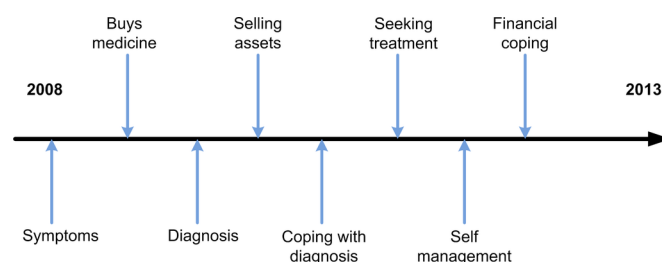 Buys
medicine
Selling
assets
Seeking
treatment
Financial
coping
2008
2013
Symptoms
Diagnosis
Coping with
diagnosis
Self
management